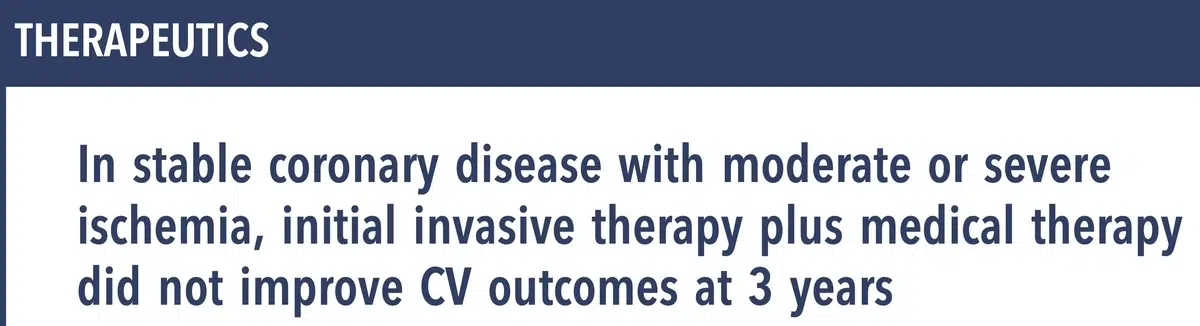 THERAPEUTICS
In stable coronary disease with moderate or severe
ischemia, initial invasive therapy plus medical therapy
did not improve CV outcomes at 3 years